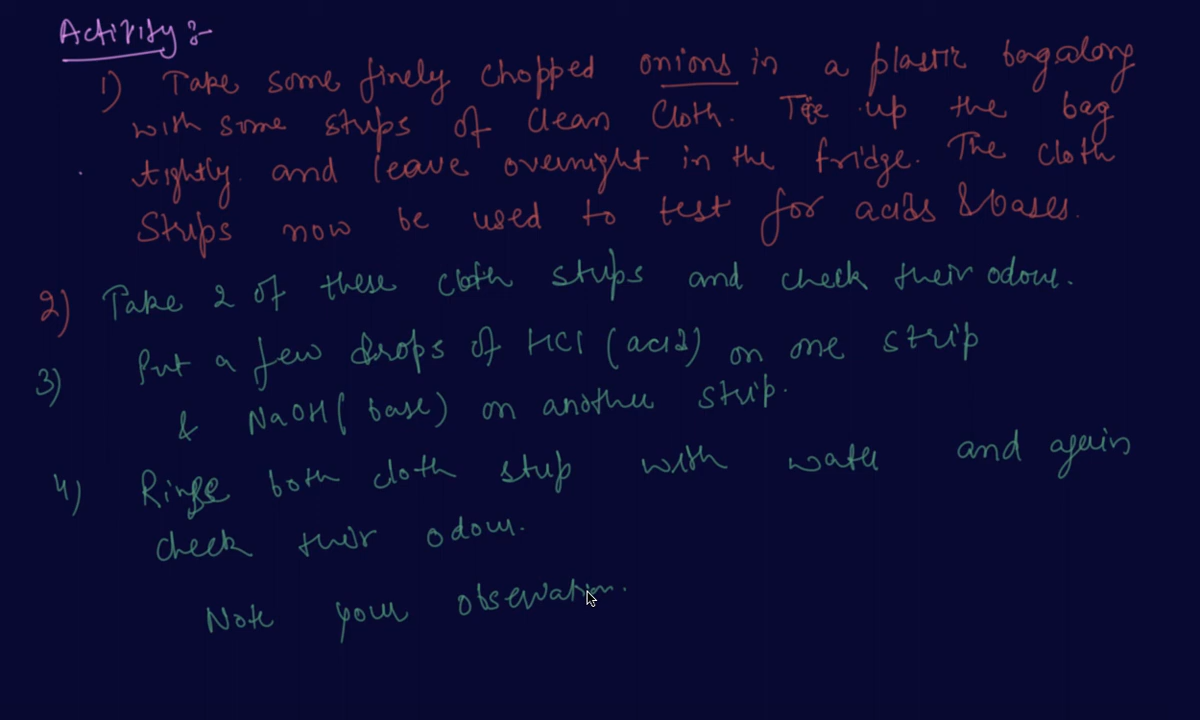 Activity :-
1) Take some finely chopped onions in a plastic bag along
with some strips of clean cloth. Tie up the bag
tightly and leave overnight in the fridge. The cloth
strips now be used to test for acids & bases.
2) Take 2 of these cloth strips and check their odour.
3) Put a few drops of HCl (acid) on one strip
& NaOH (base) on another strip.
4) Rinse both cloth strip with water and again
check their odour.
Note your observation.